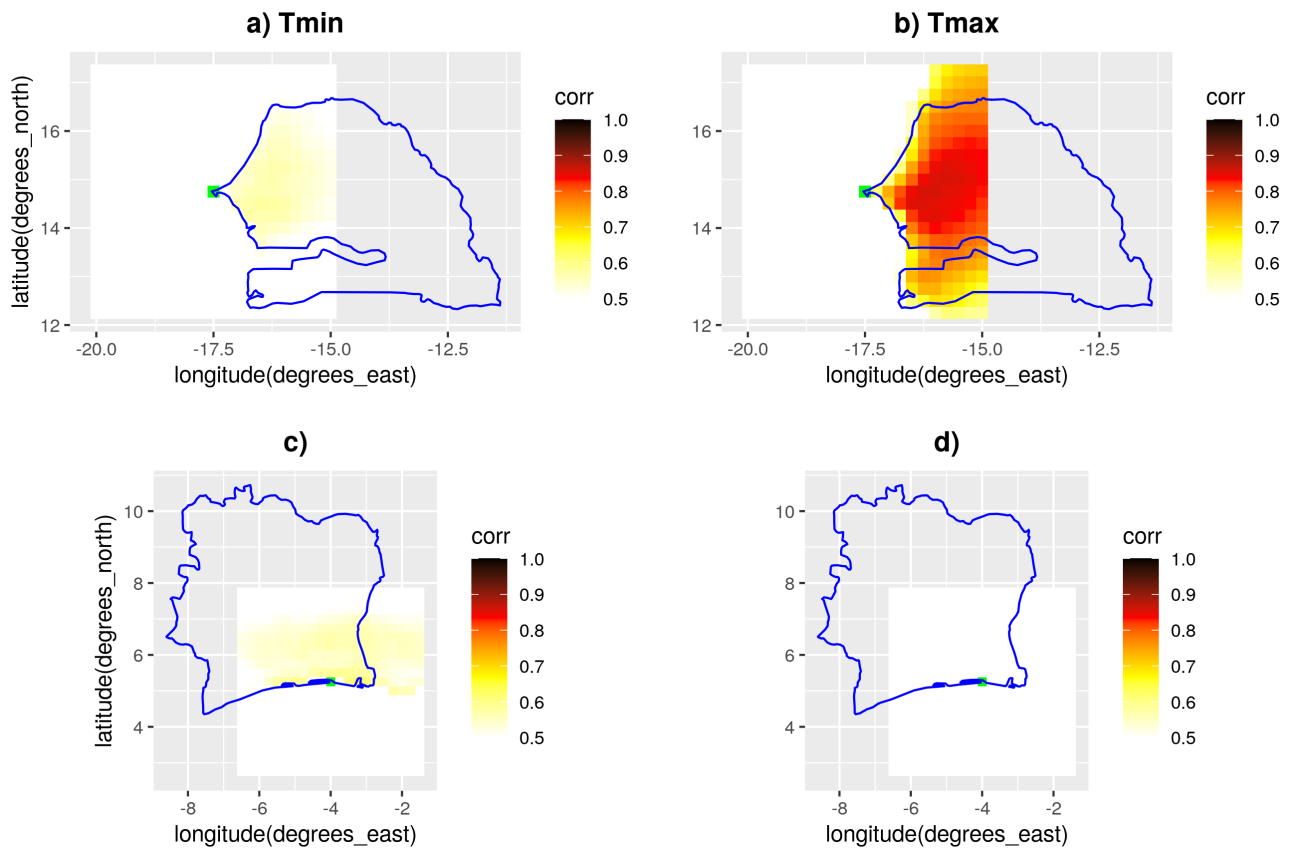 a) Tmin
b) Tmax
latitude(degrees_north)
16
14
12
-20.0 -17.5 -15.0 -12.5
longitude(degrees_east)
corr
1.0
0.9
0.8
0.7
0.6
0.5
16
14
12
-20.0 -17.5 -15.0 -12.5
longitude(degrees_east)
corr
1.0
0.9
0.8
0.7
0.6
0.5
c)
d)
latitude(degrees_north)
10
8
6
4
-8 -6 -4 -2
longitude(degrees_east)
corr
1.0
0.9
0.8
0.7
0.6
0.5
10
8
6
4
-8 -6 -4 -2
longitude(degrees_east)
corr
1.0
0.9
0.8
0.7
0.6
0.5